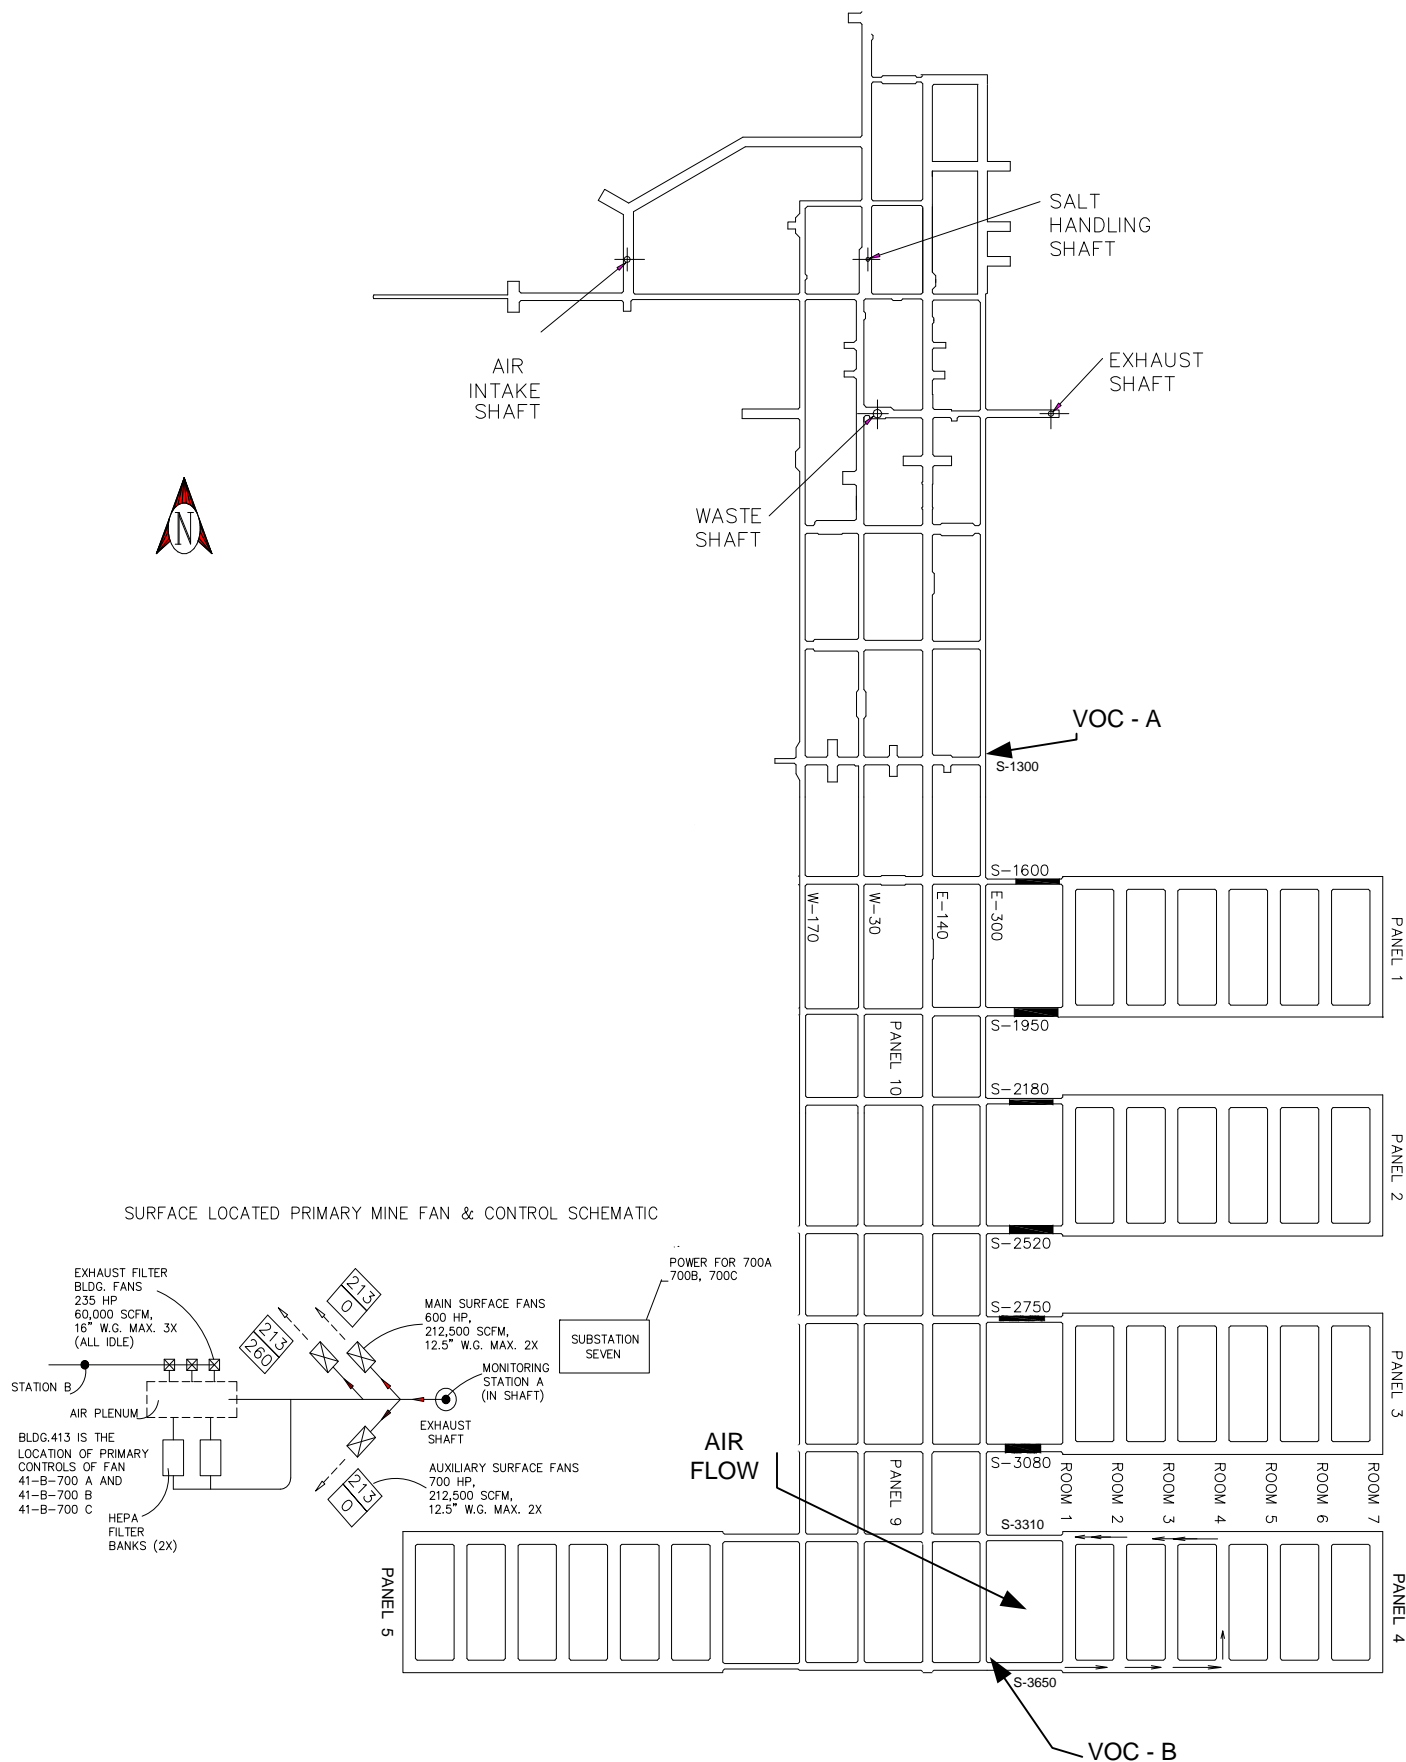 SALT
HANDLING
SHAFT
AIR
INTAKE
SHAFT
EXHAUST
SHAFT
N
WASTE
SHAFT
VOC - A
S-1300
S-1600
W-170
W-30
E-140
E-300
PANEL 1
S-1950
PANEL 10
S-2180
PANEL 2
S-2520
S-2750
PANEL 3
S-3080
PANEL 9
ROOM 1
ROOM 2
ROOM 3
ROOM 4
ROOM 5
ROOM 6
ROOM 7
S-3310
AIR
FLOW
PANEL 5
PANEL 4
S-3650
VOC - B
SURFACE LOCATED PRIMARY MINE FAN & CONTROL SCHEMATIC
EXHAUST FILTER
BLDG. FANS
235 HP
60,000 SCFM,
16" W.G. MAX. 3X
(ALL IDLE)
213
0
213
260
MAIN SURFACE FANS
600 HP,
212,500 SCFM,
12.5" W.G. MAX. 2X
POWER FOR 700A
700B, 700C
SUBSTATION
SEVEN
MONITORING
STATION A
(IN SHAFT)
STATION B
AIR PLENUM
EXHAUST
SHAFT
BLDG.413 IS THE
LOCATION OF PRIMARY
CONTROLS OF FAN
41-B-700 A AND
41-B-700 B
41-B-700 C
HEPA
FILTER
BANKS (2X)
213
0
AUXILIARY SURFACE FANS
700 HP,
212,500 SCFM,
12.5" W.G. MAX. 2X